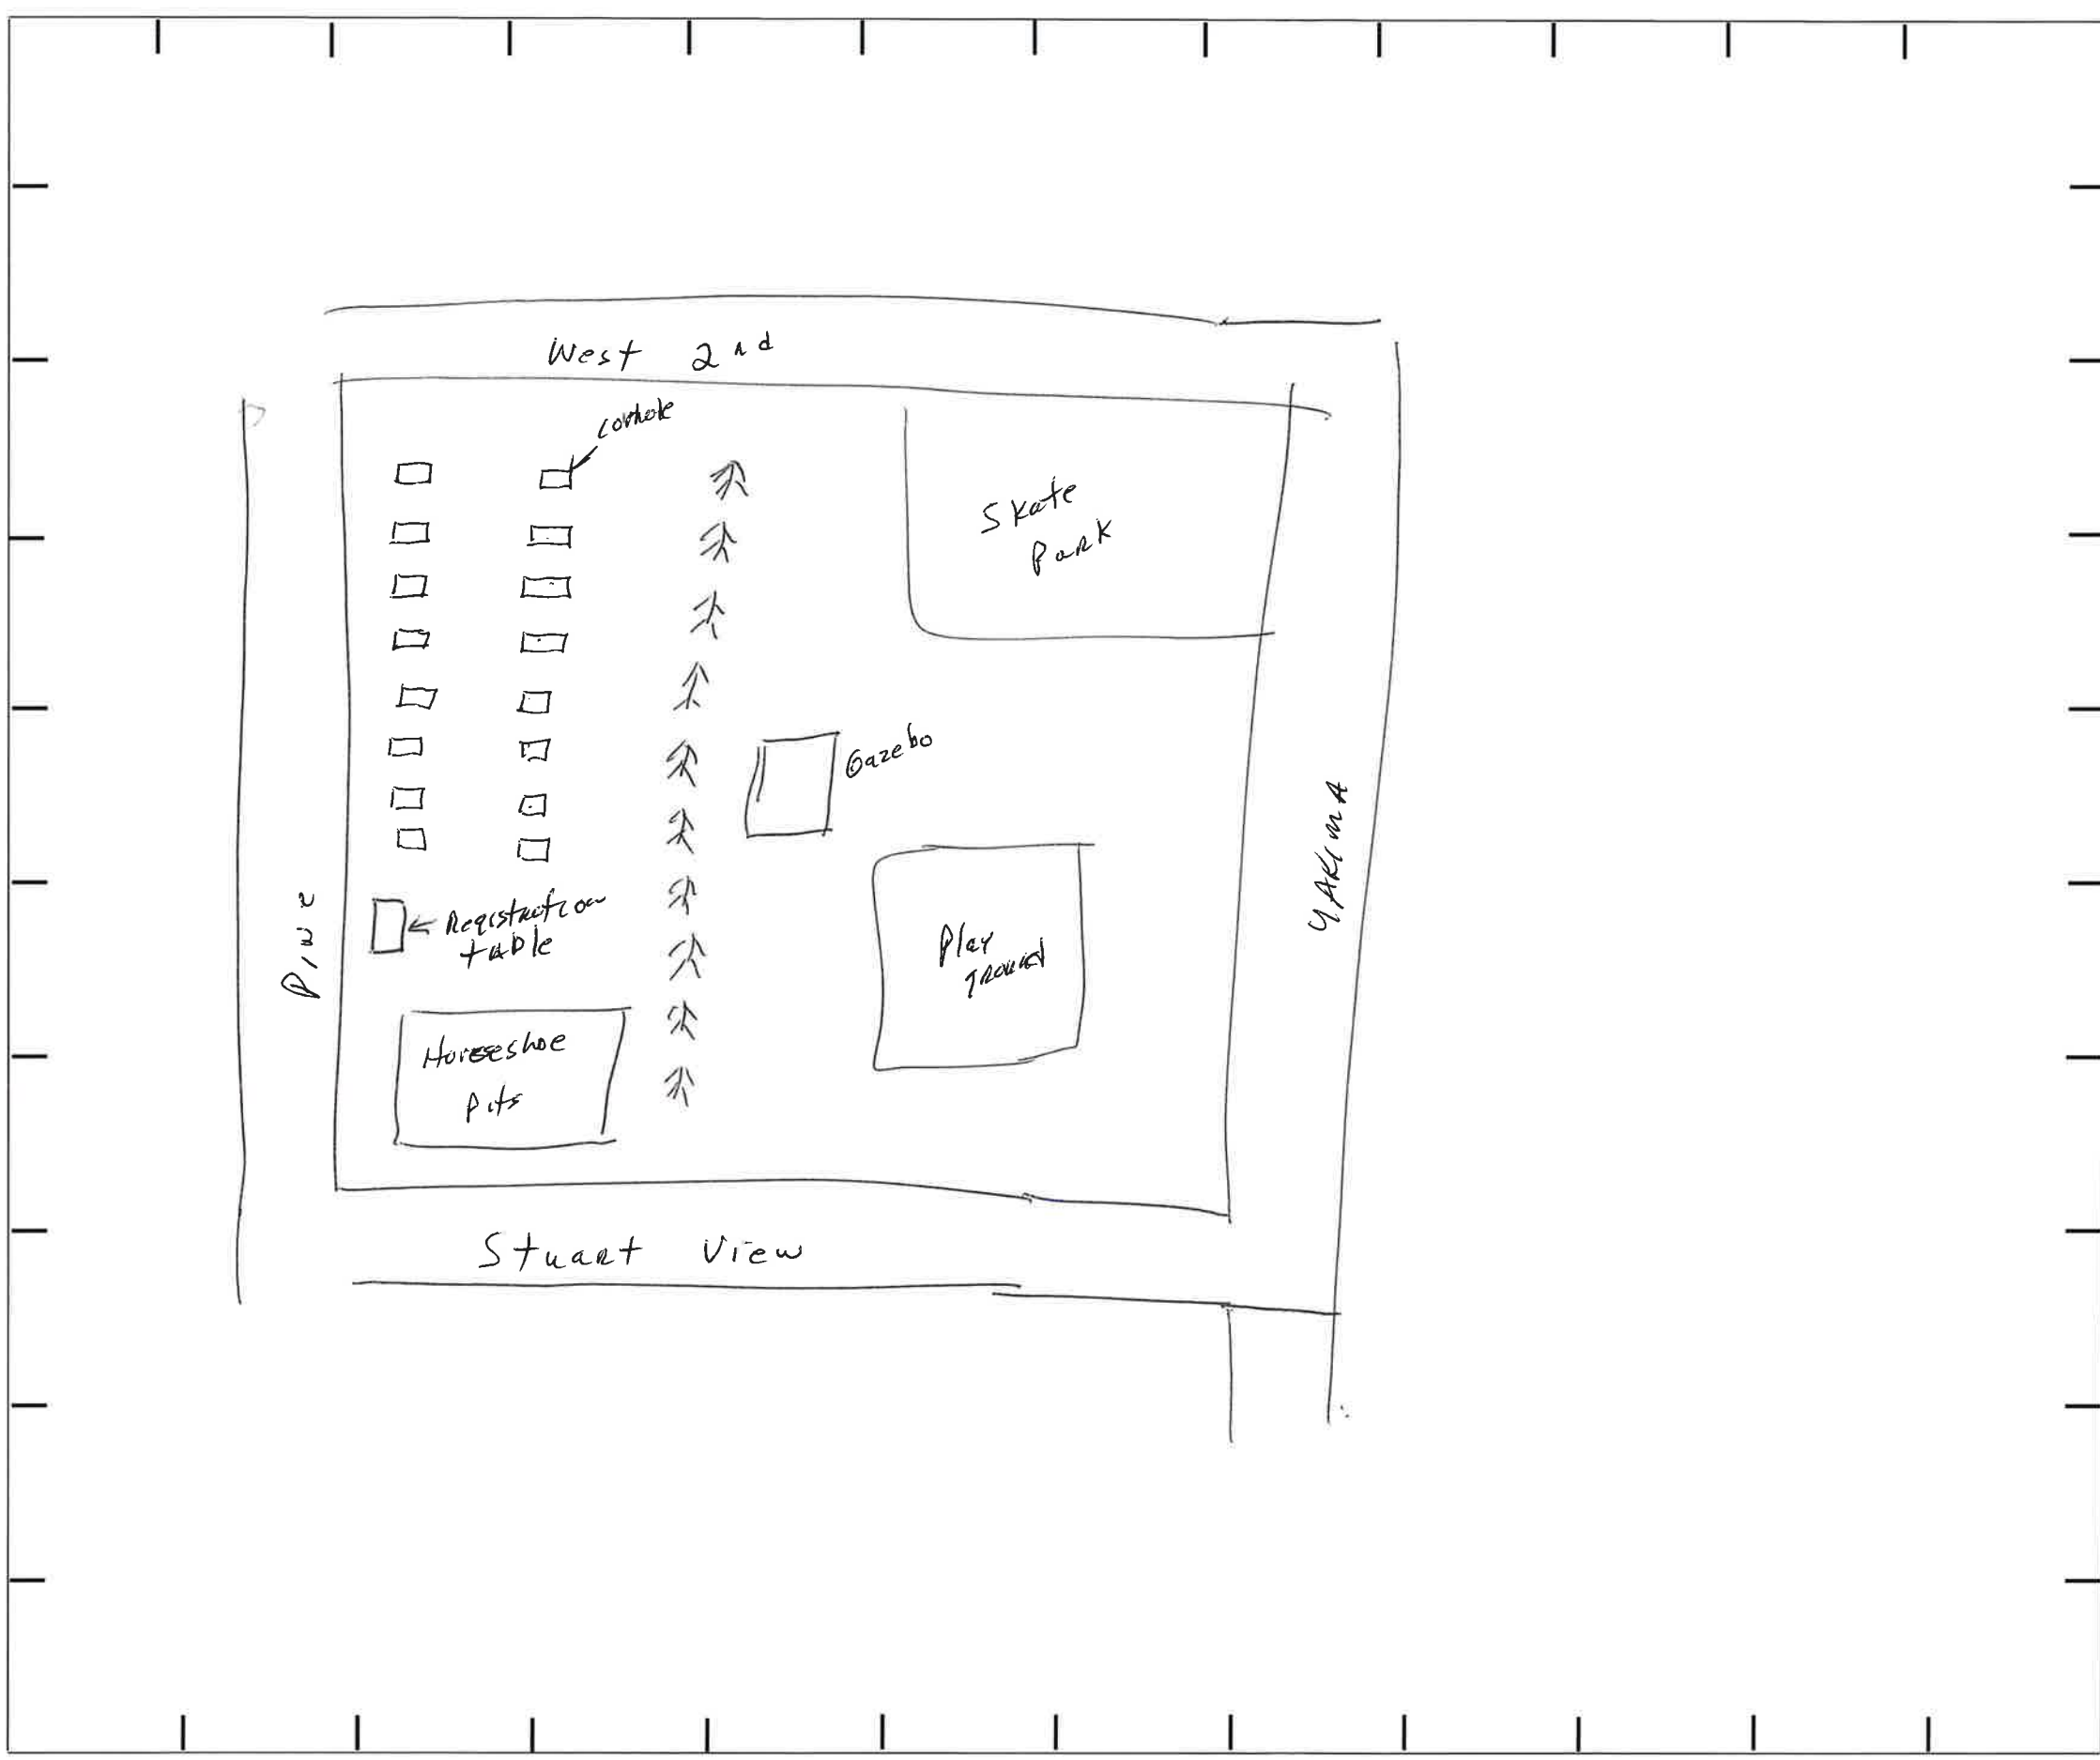 West 2nd
cornhole
Skate
Park
Gazebo
YAKIMA
Pine
Registration
table
Play
ground
Horseshoe
Pits
Stuart View